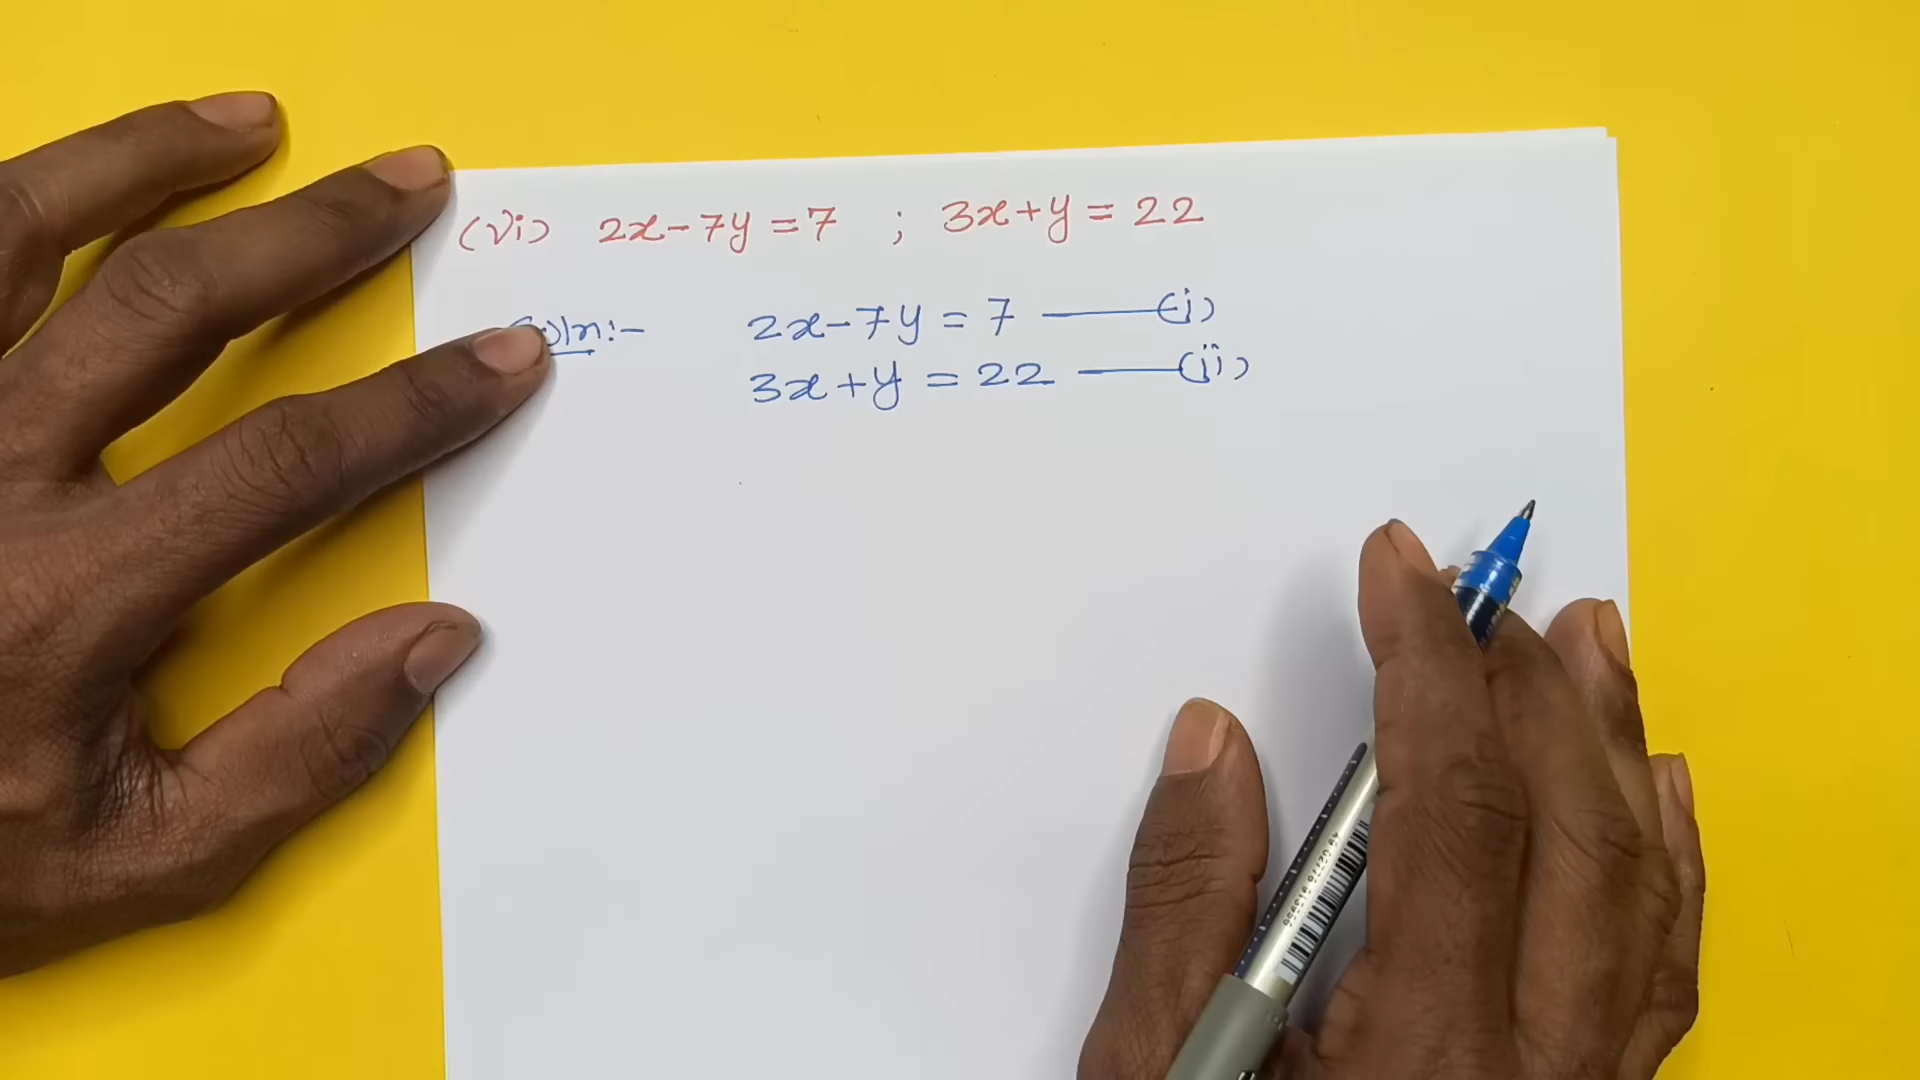 (vi) 2x-7y=7 ; 3x+y=22
Soln:- 2x-7y = 7 ——(i)
3x+y = 22 ——(ii)